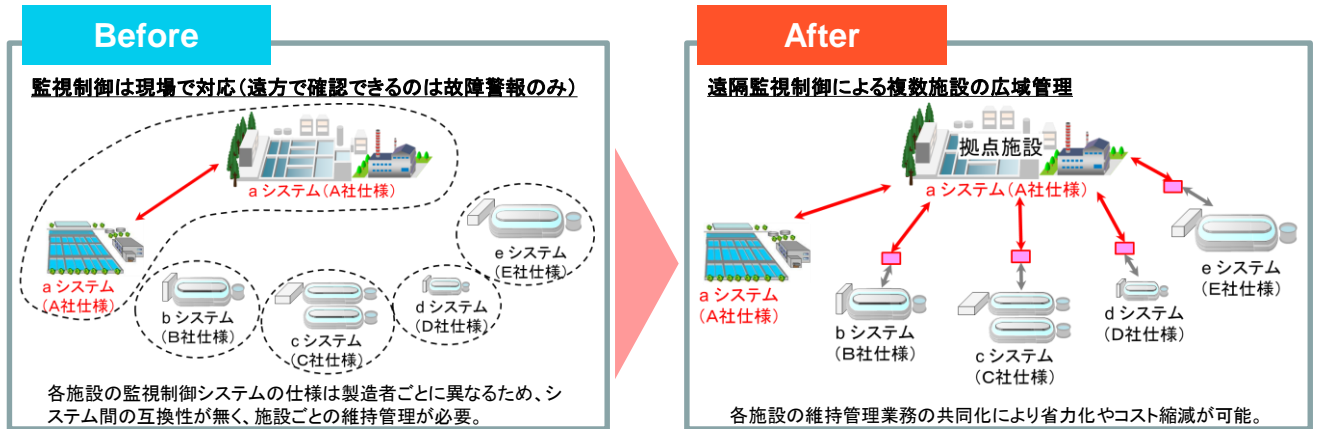 Before
監視制御は現場で対応（遠方で確認できるのは故障警報のみ）
a システム（A社仕様）
a システム
（A社仕様）
b システム
（B社仕様）
c システム
（C社仕様）
d システム
（D社仕様）
e システム
（E社仕様）
各施設の監視制御システムの仕様は製造者ごとに異なるため、シ
ステム間の互換性が無く、施設ごとの維持管理が必要。
After
遠隔監視制御による複数施設の広域管理
拠点施設
a システム（A社仕様）
a システム
（A社仕様）
b システム
（B社仕様）
c システム
（C社仕様）
d システム
（D社仕様）
e システム
（E社仕様）
各施設の維持管理業務の共同化により省力化やコスト縮減が可能。